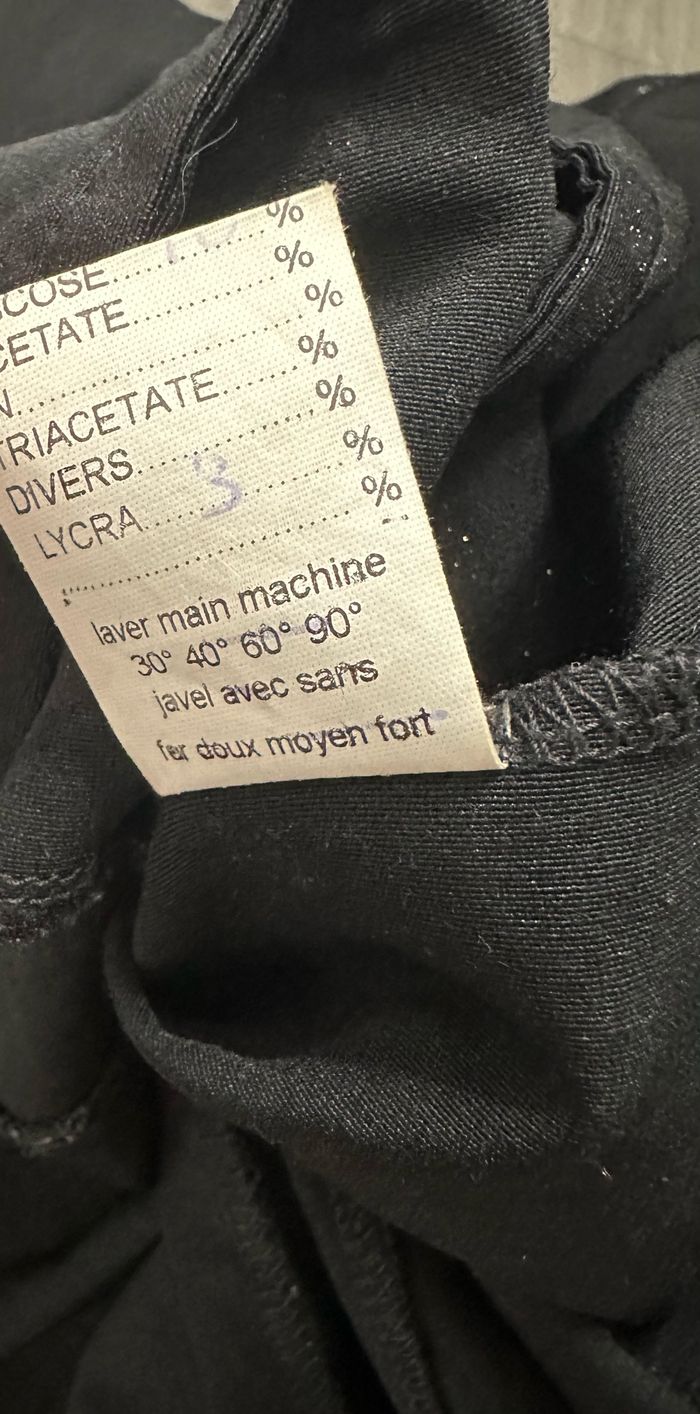 %
COSE..............%
CETATE..............%
N..............%
TRIACETATE..............%
DIVERS..............%
LYCRA..... 3 .........%
laver main machine
30° 40° 60° 90°
javel avec sans
fer doux moyen fort